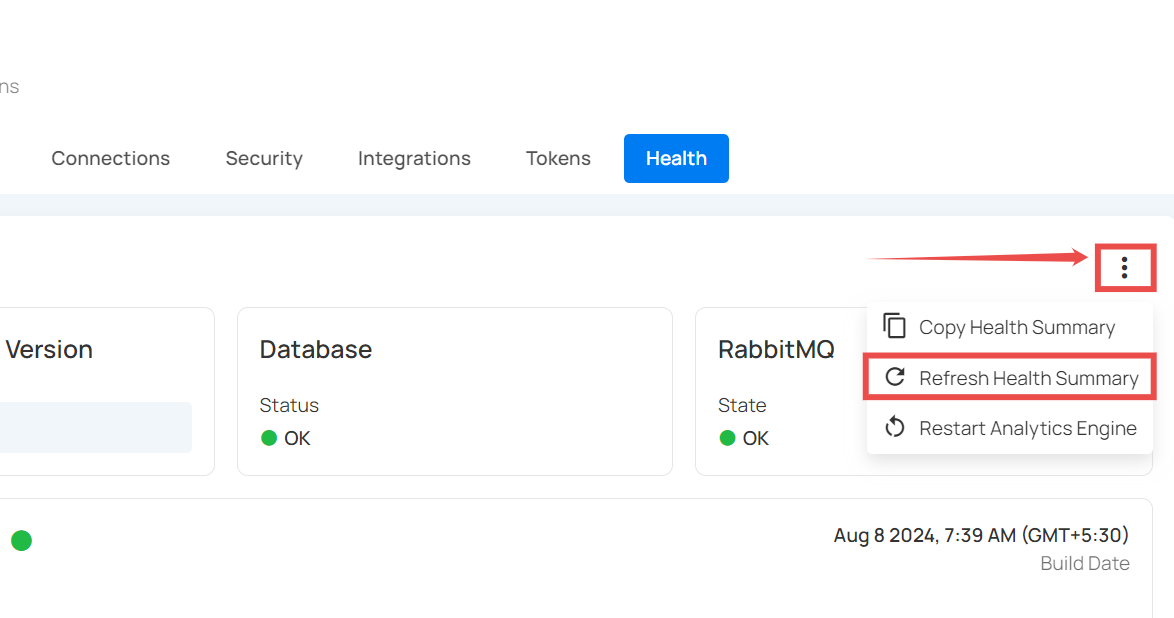 ns
Connections Security Integrations Tokens Health
Version
Database
Status
OK
RabbitMQ
State
OK
Copy Health Summary
Refresh Health Summary
Restart Analytics Engine
Aug 8 2024, 7:39 AM (GMT+5:30)
Build Date